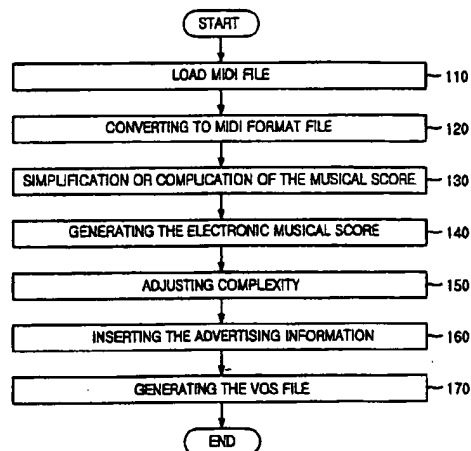 START
LOAD MIDI FILE 110
CONVERTING TO MIDI FORMAT FILE 120
SIMPLIFICATION OR COMPLICATION OF THE MUSICAL SCORE 130
GENERATING THE ELECTRONIC MUSICAL SCORE 140
ADJUSTING COMPLEXITY 150
INSERTING THE ADVERTISING INFORMATION 160
GENERATING THE VOS FILE 170
END